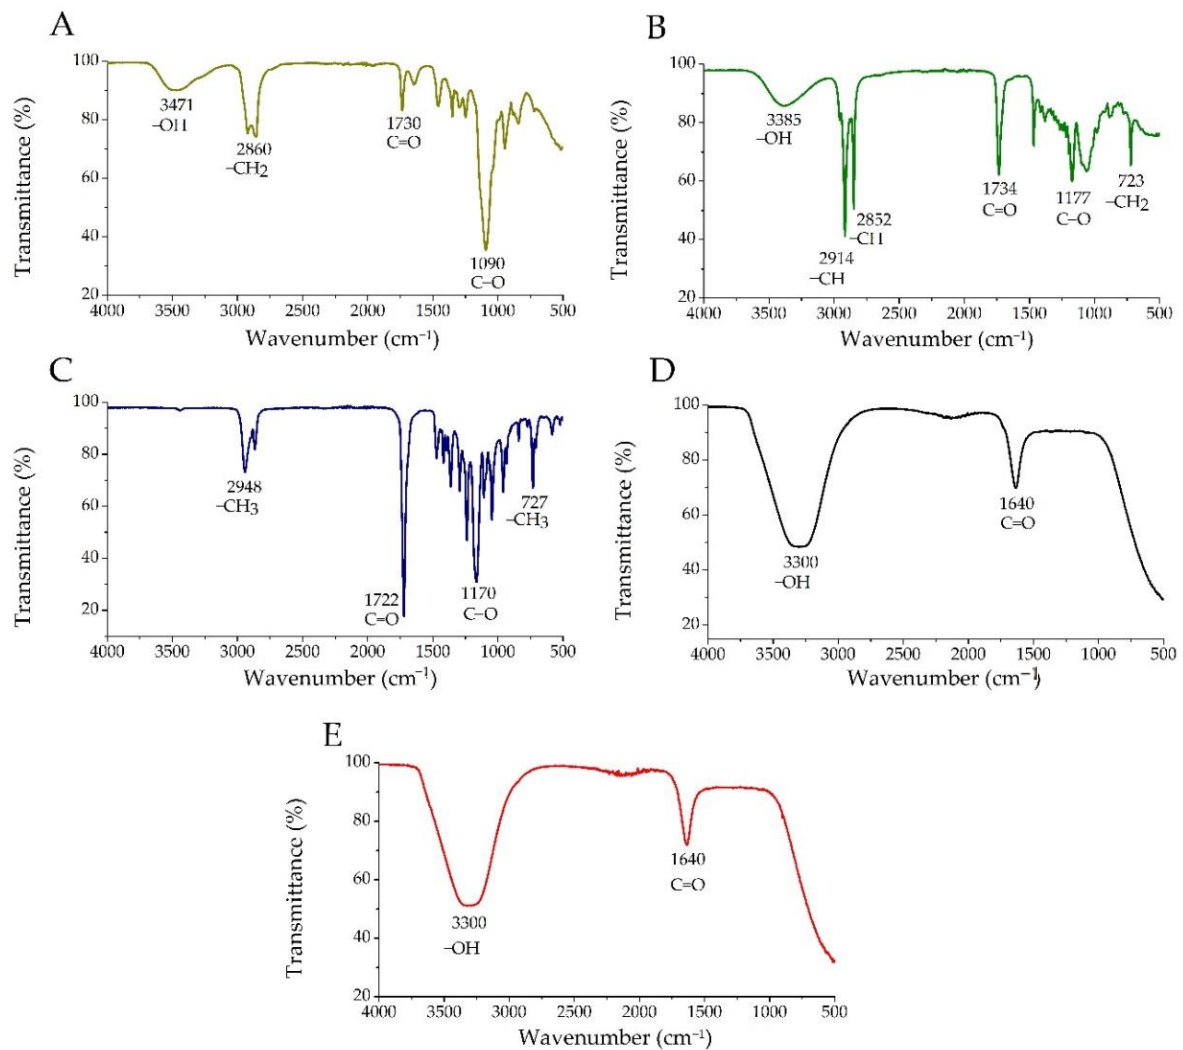 A
Transmittance (%)
100
80
60
40
20
3471
–OH
2860
–CH₂
1730
C=O
1090
C–O
4000 3500 3000 2500 2000 1500 1000 500
Wavenumber (cm⁻¹)
B
Transmittance (%)
100
80
60
40
20
3385
–OH
2852
–CH
2914
–CH
1734
C=O
1177
C–O
723
–CH₂
4000 3500 3000 2500 2000 1500 1000 500
Wavenumber (cm⁻¹)
C
Transmittance (%)
100
80
60
40
20
2948
–CH₃
1722
C=O
1170
C–O
727
–CH₃
4000 3500 3000 2500 2000 1500 1000 500
Wavenumber (cm⁻¹)
D
Transmittance (%)
100
80
60
40
20
3300
–OH
1640
C=O
4000 3500 3000 2500 2000 1500 1000 500
Wavenumber (cm⁻¹)
E
Transmittance (%)
100
80
60
40
20
3300
–OH
1640
C=O
4000 3500 3000 2500 2000 1500 1000 500
Wavenumber (cm⁻¹)